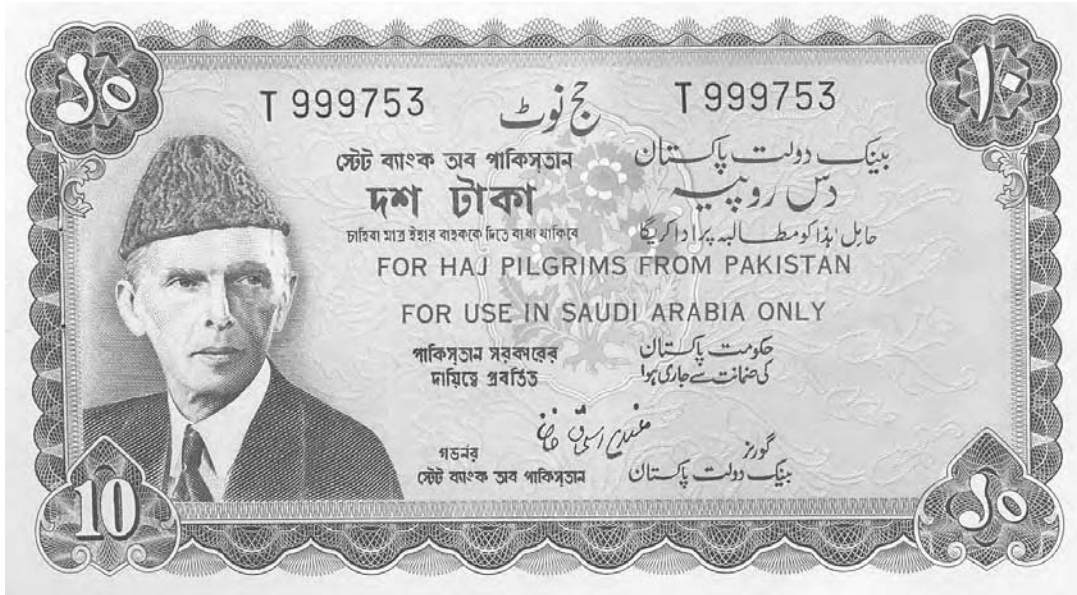 ১০
۱۰
T 999753
حج نوٹ
T 999753
স্টেট ব্যাংক অব পাকিস্তান
بینک دولت پاکستان
দশ টাকা
دس روپیہ
চাহিবা মাত্র ইহার বাহককে দিতে বাধ্য থাকিবে
حامل ہذا کو مطالبہ پر ادا کریگا
FOR HAJ PILGRIMS FROM PAKISTAN
FOR USE IN SAUDI ARABIA ONLY
পাকিস্তান সরকারের
দায়িত্বে প্রবর্তিত
حکومت پاکستان
کی ضمانت سے جاری ہوا
গভর্নর
স্টেট ব্যাংক অব পাকিস্তান
گورنر
بینک دولت پاکستان
10
১০